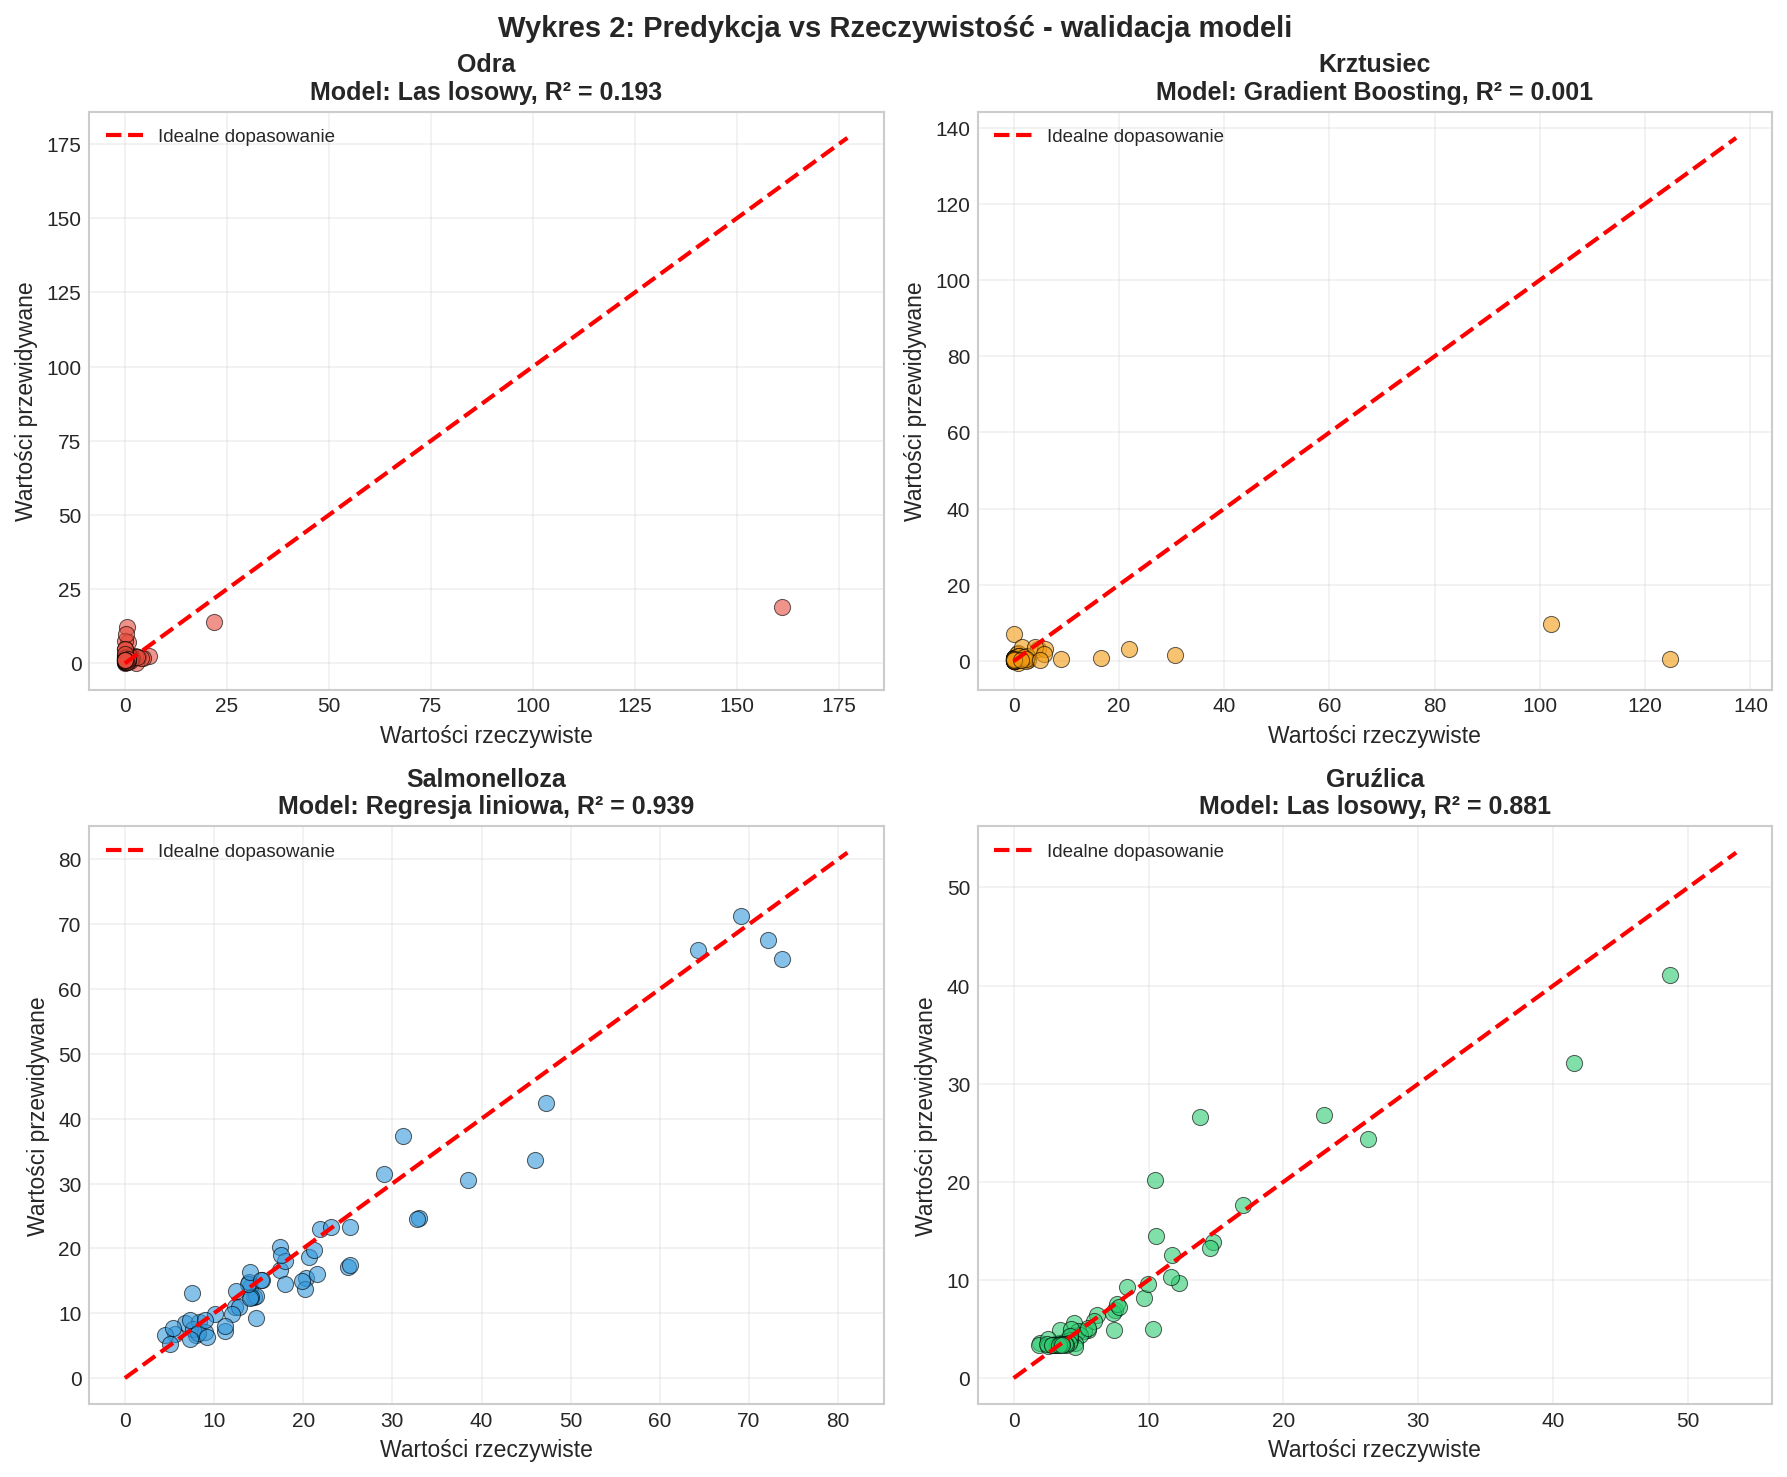 Wykres 2: Predykcja vs Rzeczywistość - walidacja modeli
Odra
Model: Las losowy, R² = 0.193
Idealne dopasowanie
175
150
125
100
75
50
25
0
Wartości przewidywane
0 25 50 75 100 125 150 175
Wartości rzeczywiste
Krztusiec
Model: Gradient Boosting, R² = 0.001
Idealne dopasowanie
140
120
100
80
60
40
20
0
Wartości przewidywane
0 20 40 60 80 100 120 140
Wartości rzeczywiste
Salmonelloza
Model: Regresja liniowa, R² = 0.939
Idealne dopasowanie
80
70
60
50
40
30
20
10
0
Wartości przewidywane
0 10 20 30 40 50 60 70 80
Wartości rzeczywiste
Gruźlica
Model: Las losowy, R² = 0.881
Idealne dopasowanie
50
40
30
20
10
0
Wartości przewidywane
0 10 20 30 40 50
Wartości rzeczywiste